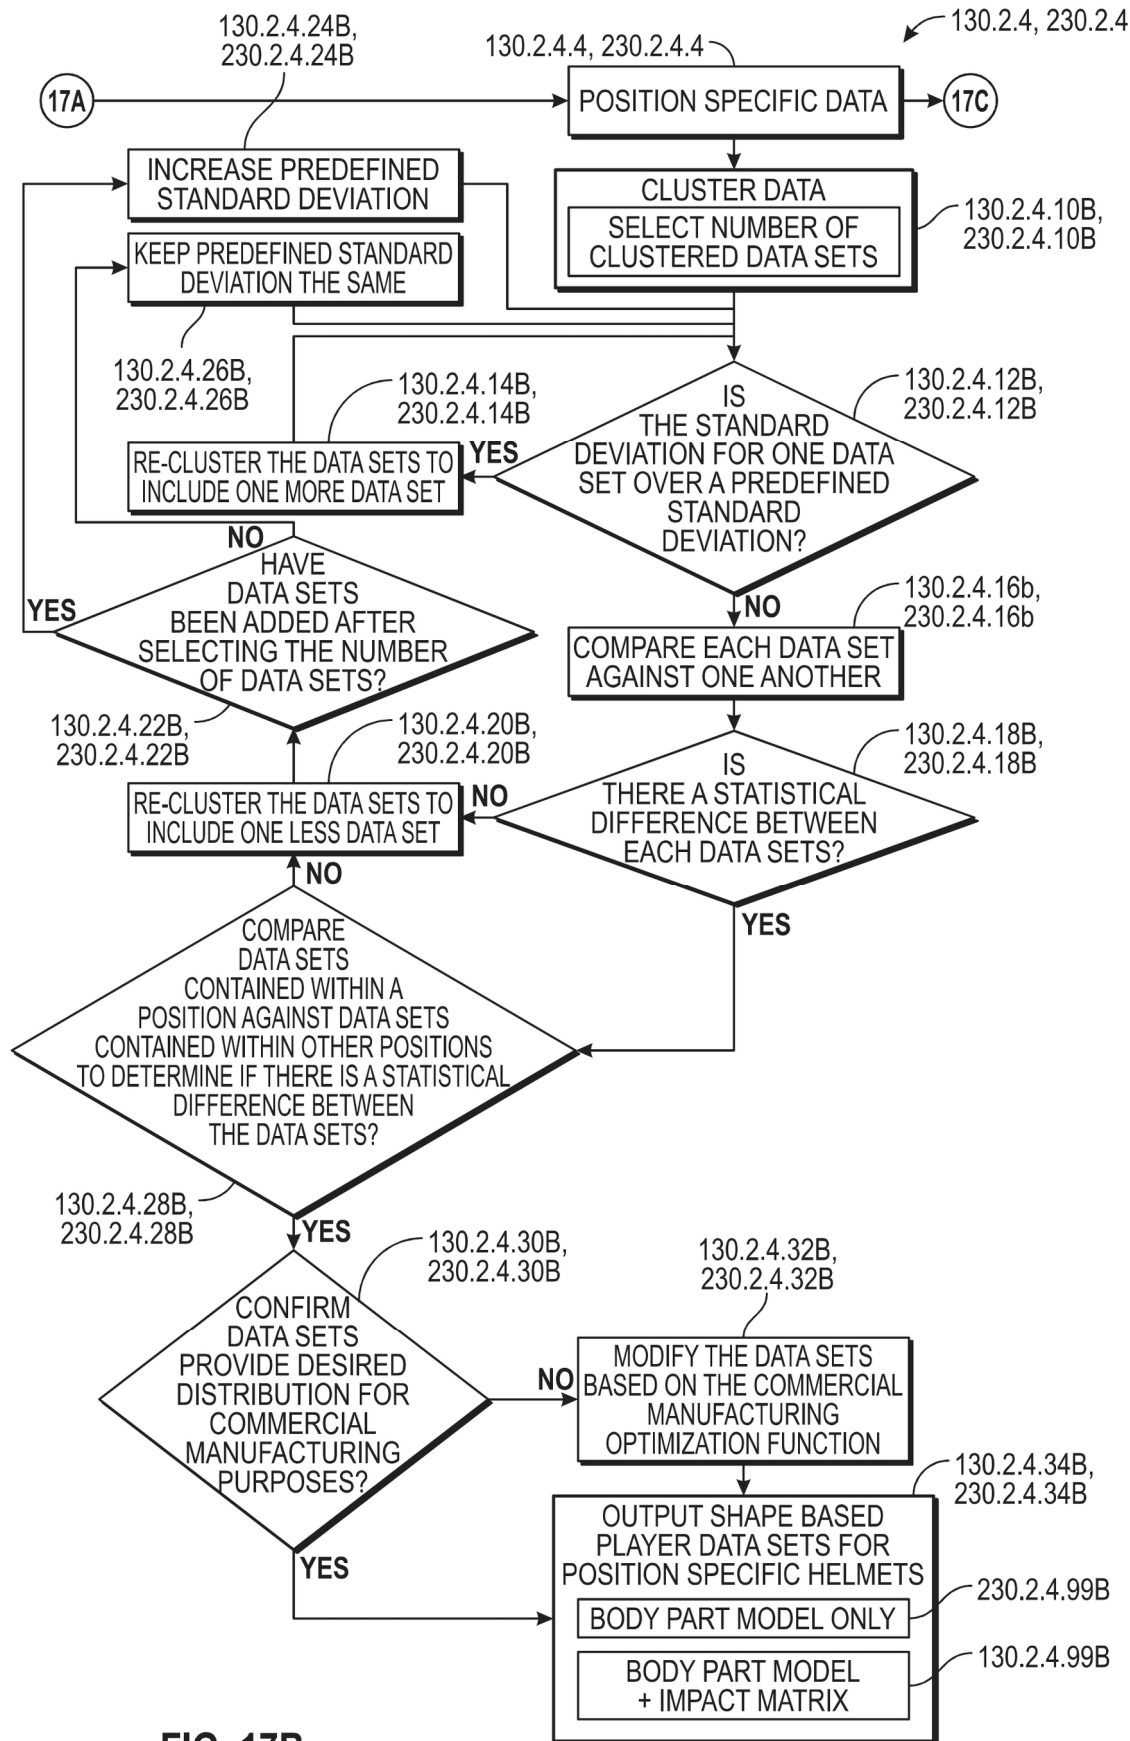 130.2.4.24B,
230.2.4.24B
130.2.4.4, 230.2.4.4
130.2.4, 230.2.4
17A
POSITION SPECIFIC DATA
17C
INCREASE PREDEFINED
STANDARD DEVIATION
CLUSTER DATA
SELECT NUMBER OF
CLUSTERED DATA SETS
130.2.4.10B,
230.2.4.10B
KEEP PREDEFINED STANDARD
DEVIATION THE SAME
130.2.4.26B,
230.2.4.26B
130.2.4.14B,
230.2.4.14B
IS
THE STANDARD
DEVIATION FOR ONE DATA
SET OVER A PREDEFINED
STANDARD
DEVIATION?
130.2.4.12B,
230.2.4.12B
YES
RE-CLUSTER THE DATA SETS TO
INCLUDE ONE MORE DATA SET
NO
HAVE
DATA SETS
BEEN ADDED AFTER
SELECTING THE NUMBER
OF DATA SETS?
YES
NO
130.2.4.16b,
230.2.4.16b
COMPARE EACH DATA SET
AGAINST ONE ANOTHER
130.2.4.22B,
230.2.4.22B
130.2.4.20B,
230.2.4.20B
130.2.4.18B,
230.2.4.18B
IS
THERE A STATISTICAL
DIFFERENCE BETWEEN
EACH DATA SETS?
NO
RE-CLUSTER THE DATA SETS TO
INCLUDE ONE LESS DATA SET
NO
YES
COMPARE
DATA SETS
CONTAINED WITHIN A
POSITION AGAINST DATA SETS
CONTAINED WITHIN OTHER POSITIONS
TO DETERMINE IF THERE IS A STATISTICAL
DIFFERENCE BETWEEN
THE DATA SETS?
130.2.4.28B,
230.2.4.28B
YES
130.2.4.30B,
230.2.4.30B
130.2.4.32B,
230.2.4.32B
CONFIRM
DATA SETS
PROVIDE DESIRED
DISTRIBUTION FOR
COMMERCIAL
MANUFACTURING
PURPOSES?
NO
MODIFY THE DATA SETS
BASED ON THE COMMERCIAL
MANUFACTURING
OPTIMIZATION FUNCTION
130.2.4.34B,
230.2.4.34B
YES
OUTPUT SHAPE BASED
PLAYER DATA SETS FOR
POSITION SPECIFIC HELMETS
BODY PART MODEL ONLY
230.2.4.99B
BODY PART MODEL
+ IMPACT MATRIX
130.2.4.99B
FIG. 17B